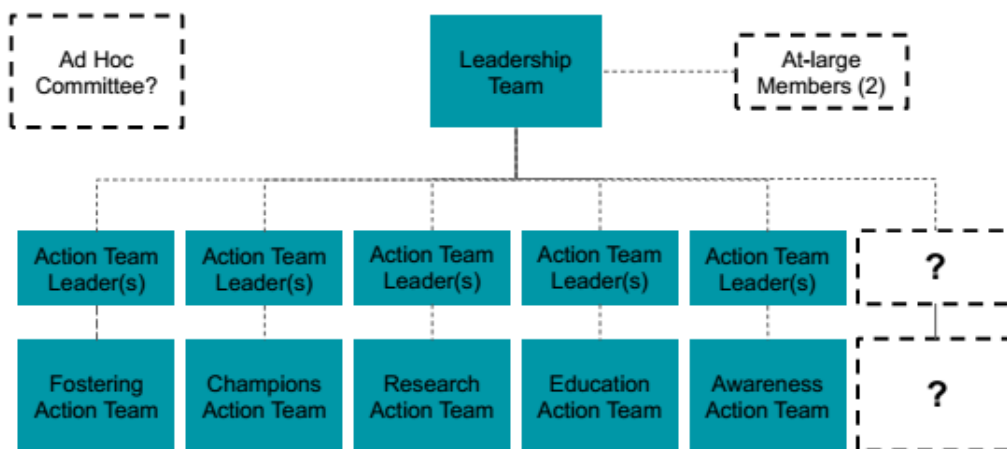 Ad Hoc
Committee?
Leadership
Team
At-large
Members (2)
Action Team
Leader(s)
Action Team
Leader(s)
Action Team
Leader(s)
Action Team
Leader(s)
Action Team
Leader(s)
?
Fostering
Action Team
Champions
Action Team
Research
Action Team
Education
Action Team
Awareness
Action Team
?